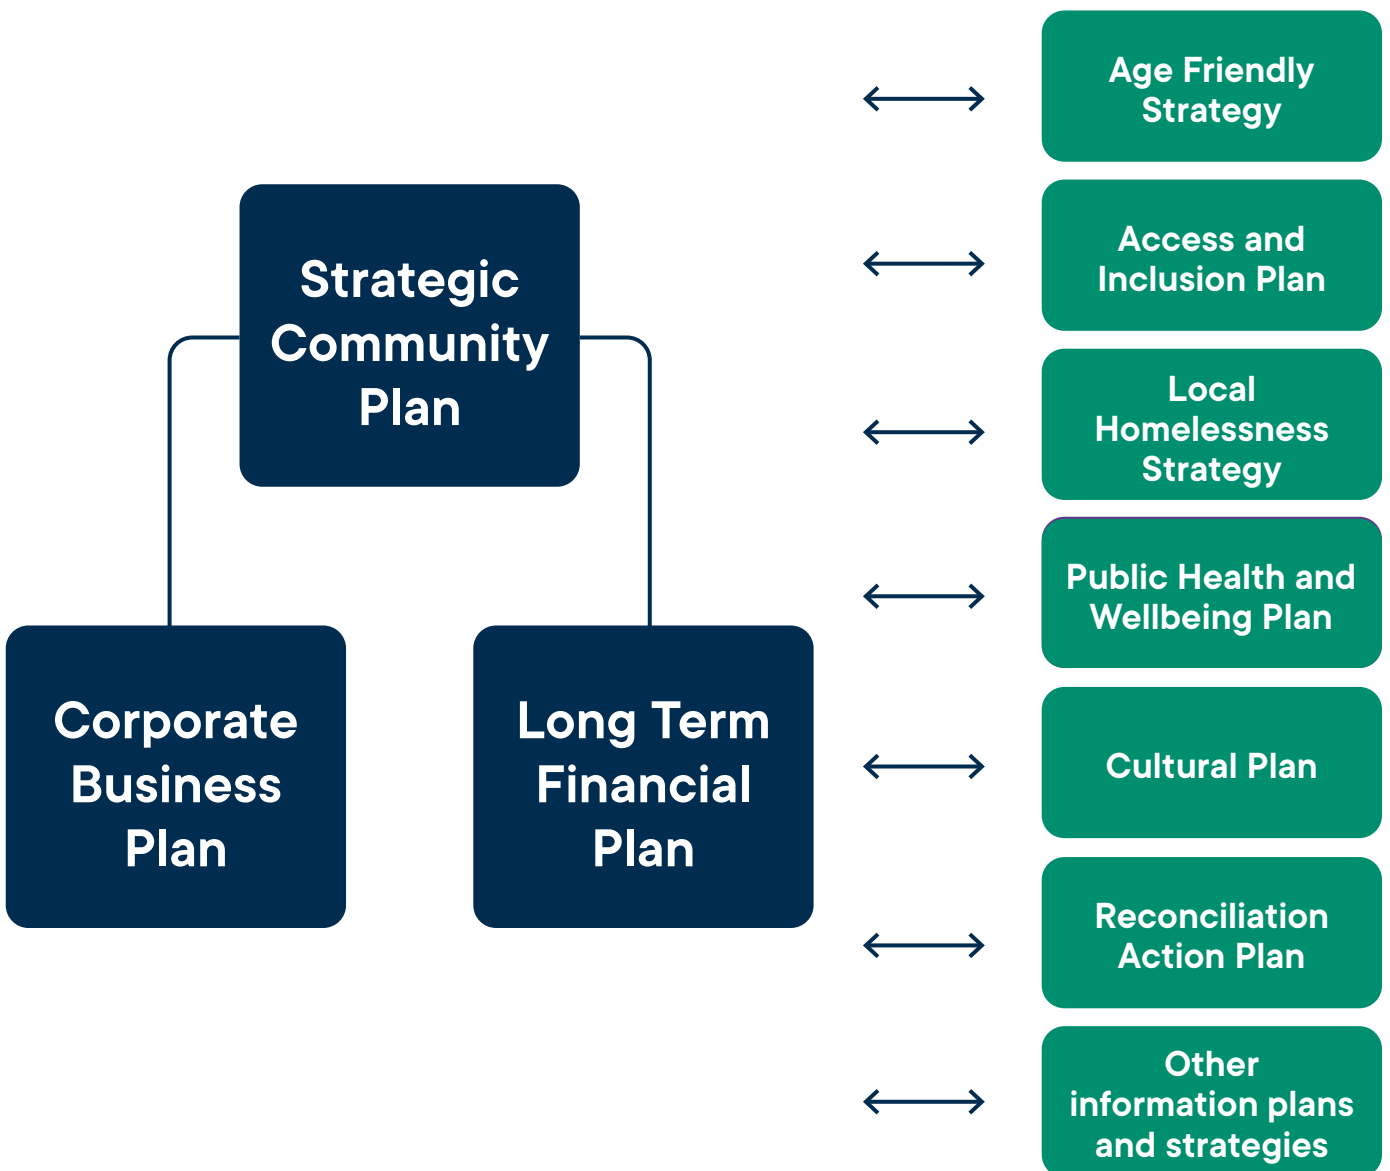 Strategic
Community
Plan
Corporate
Business
Plan
Long Term
Financial
Plan
Age Friendly
Strategy
Access and
Inclusion Plan
Local
Homelessness
Strategy
Public Health and
Wellbeing Plan
Cultural Plan
Reconciliation
Action Plan
Other
information plans
and strategies